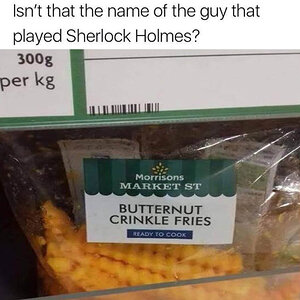 Isn't that the name of the guy that
played Sherlock Holmes?
300g
per kg
Morrisons
MARKET ST
BUTTERNUT
CRINKLE FRIES
READY TO COOK